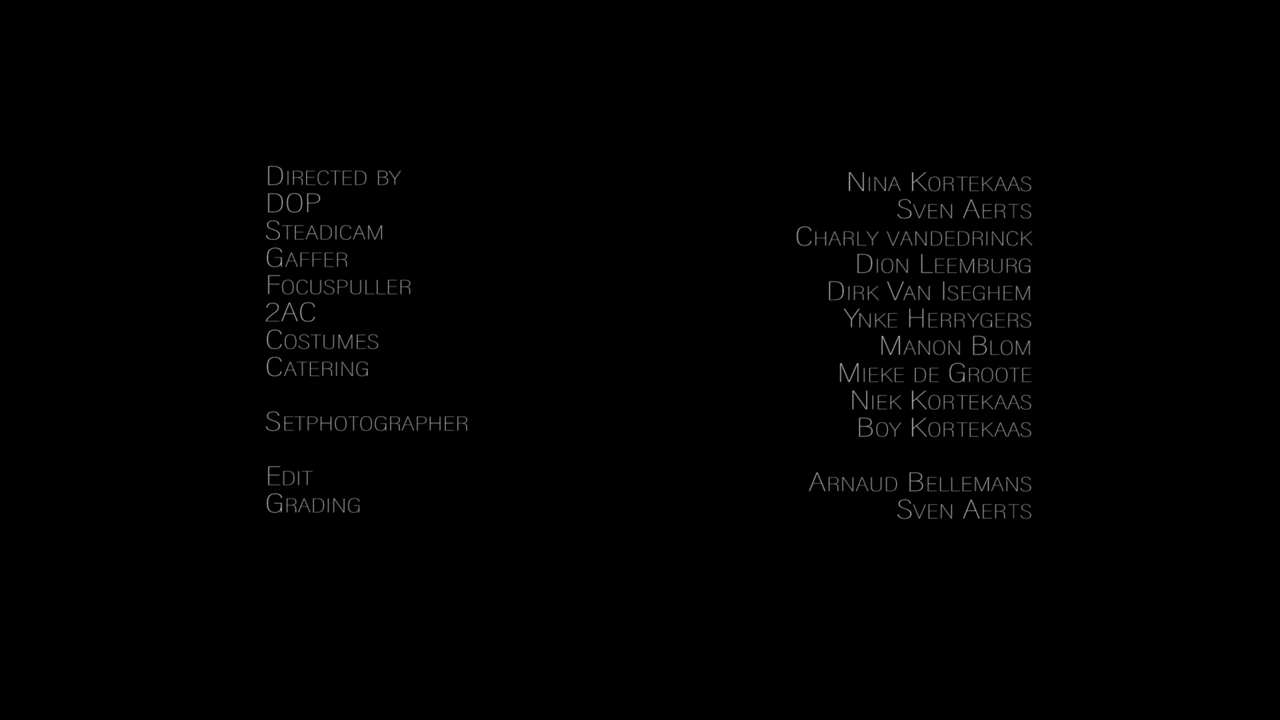 Directed by Nina Kortekaas
DOP Sven Aerts
Steadicam Charly vandedrinck
Gaffer Dion Leemburg
Focuspuller Dirk Van Iseghem
2AC Ynke Herrygers
Costumes Manon Blom
Catering Mieke de Groote
Niek Kortekaas
Setphotographer Boy Kortekaas
Edit Arnaud Bellemans
Grading Sven Aerts